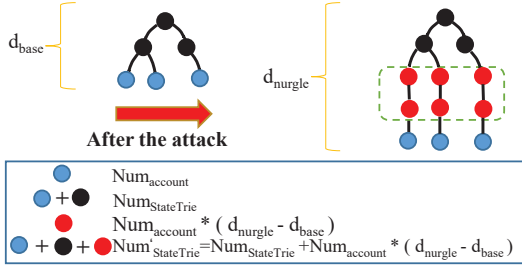 d_base
d_nurgle
After the attack
Num_account
+ Num_StateTrie
Num_account * ( d_nurgle - d_base )
+ + Num'_StateTrie=Num_StateTrie +Num_account * ( d_nurgle - d_base )